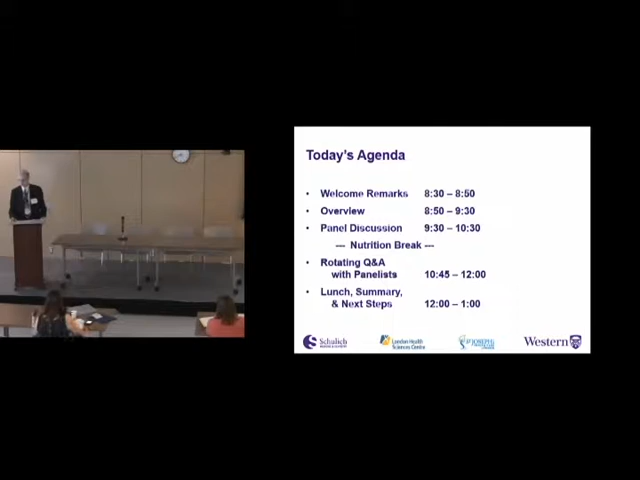 Today's Agenda
• Welcome Remarks 8:30 – 8:50
• Overview 8:50 – 9:30
• Panel Discussion 9:30 – 10:30
--- Nutrition Break ---
• Rotating Q&A
with Panelists 10:45 – 12:00
• Lunch, Summary,
& Next Steps 12:00 – 1:00
Schulich
London Health
Sciences Centre
ST JOSEPH'S
Western